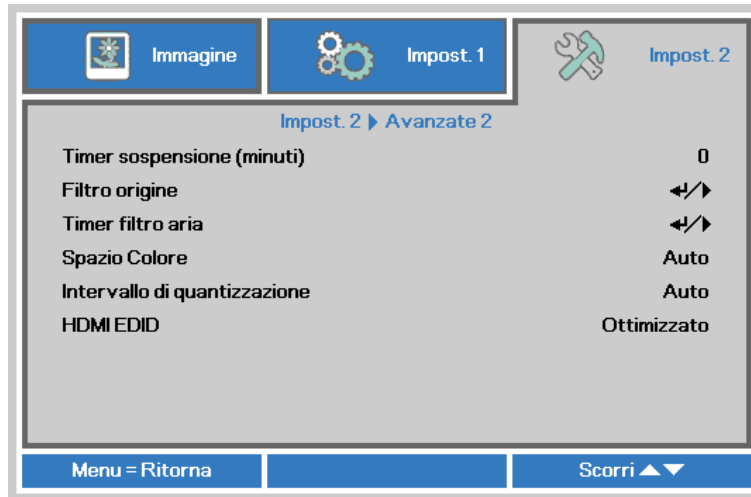 Immagine Impost. 1 Impost. 2
Impost. 2 ▶ Avanzate 2
Timer sospensione (minuti) 0
Filtro origine ↵/▶
Timer filtro aria ↵/▶
Spazio Colore Auto
Intervallo di quantizzazione Auto
HDMI EDID Ottimizzato
Menu = Ritorna Scorri ▲▼